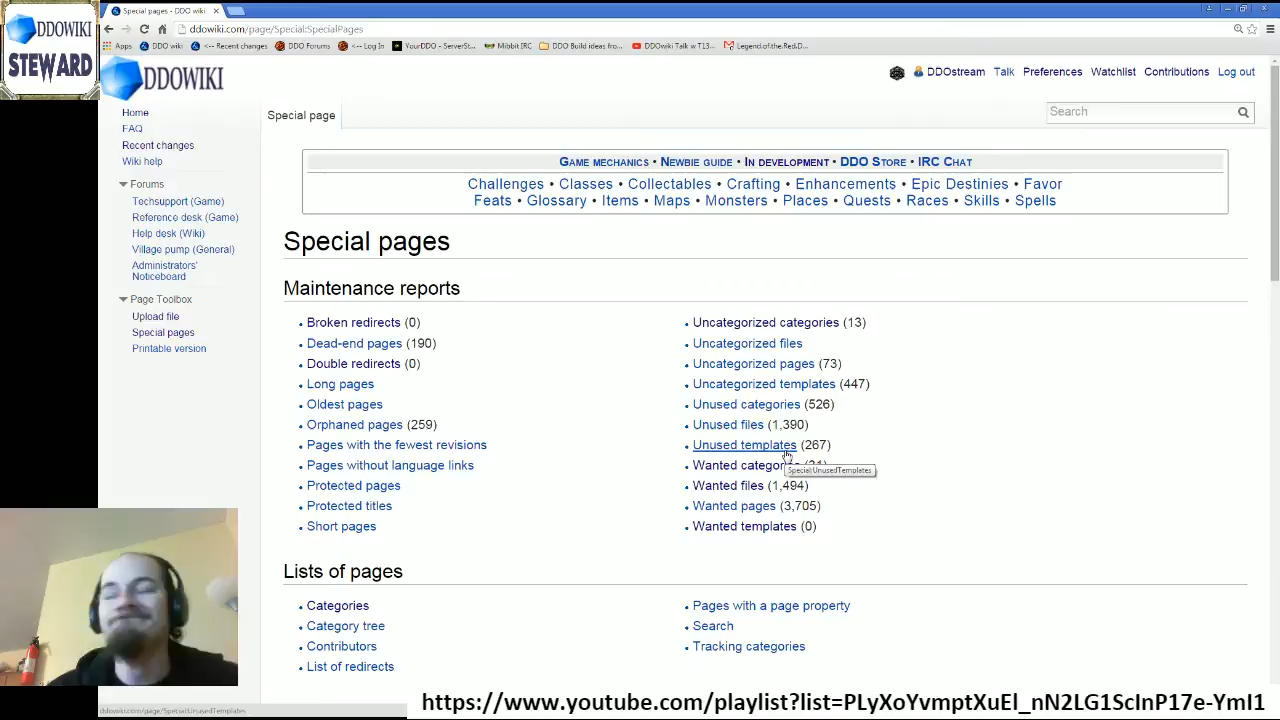 DDOWIKI
STEWARD
Special pages - DDO wiki
ddowiki.com/page/Special:SpecialPages
Apps DDO wiki <-- Recent changes DDO Forums <-- Log In YourDDO - ServerSt... Mibbit IRC DDO Build ideas from... DDOwiki Talk w T13...
DDOWIKI
DDOstream Talk Preferences Watchlist Contributions Log out
Home
FAQ
Recent changes
Wiki help
Forums
Techsupport (Game)
Reference desk (Game)
Help desk (Wiki)
Village pump (General)
Administrators'
Noticeboard
Page Toolbox
Upload file
Special pages
Printable version
Special page
Search
GAME MECHANICS • NEWBIE GUIDE • IN DEVELOPMENT • DDO STORE • IRC CHAT
Challenges • Classes • Collectables • Crafting • Enhancements • Epic Destinies • Favor
Feats • Glossary • Items • Maps • Monsters • Places • Quests • Races • Skills • Spells
Special pages
Maintenance reports
Broken redirects (0)
Dead-end pages (190)
Double redirects (0)
Long pages
Oldest pages
Orphaned pages (259)
Pages with the fewest revisions
Pages without language links
Protected pages
Protected titles
Short pages
Uncategorized categories (13)
Uncategorized files
Uncategorized pages (73)
Uncategorized templates (447)
Unused categories (526)
Unused files (1,390)
Unused templates (267)
Special:UnusedTemplates
Wanted
Wanted files (1,494)
Wanted pages (3,705)
Wanted templates (0)
Lists of pages
Categories
Category tree
Contributors
List of redirects
Pages with a page property
Search
Tracking categories
ddowiki.com/page/Special:UnusedTemplates
https://www.youtube.com/playlist?list=PLyXoYvmptXuEl_nN2LG1ScInP17e-YmI1